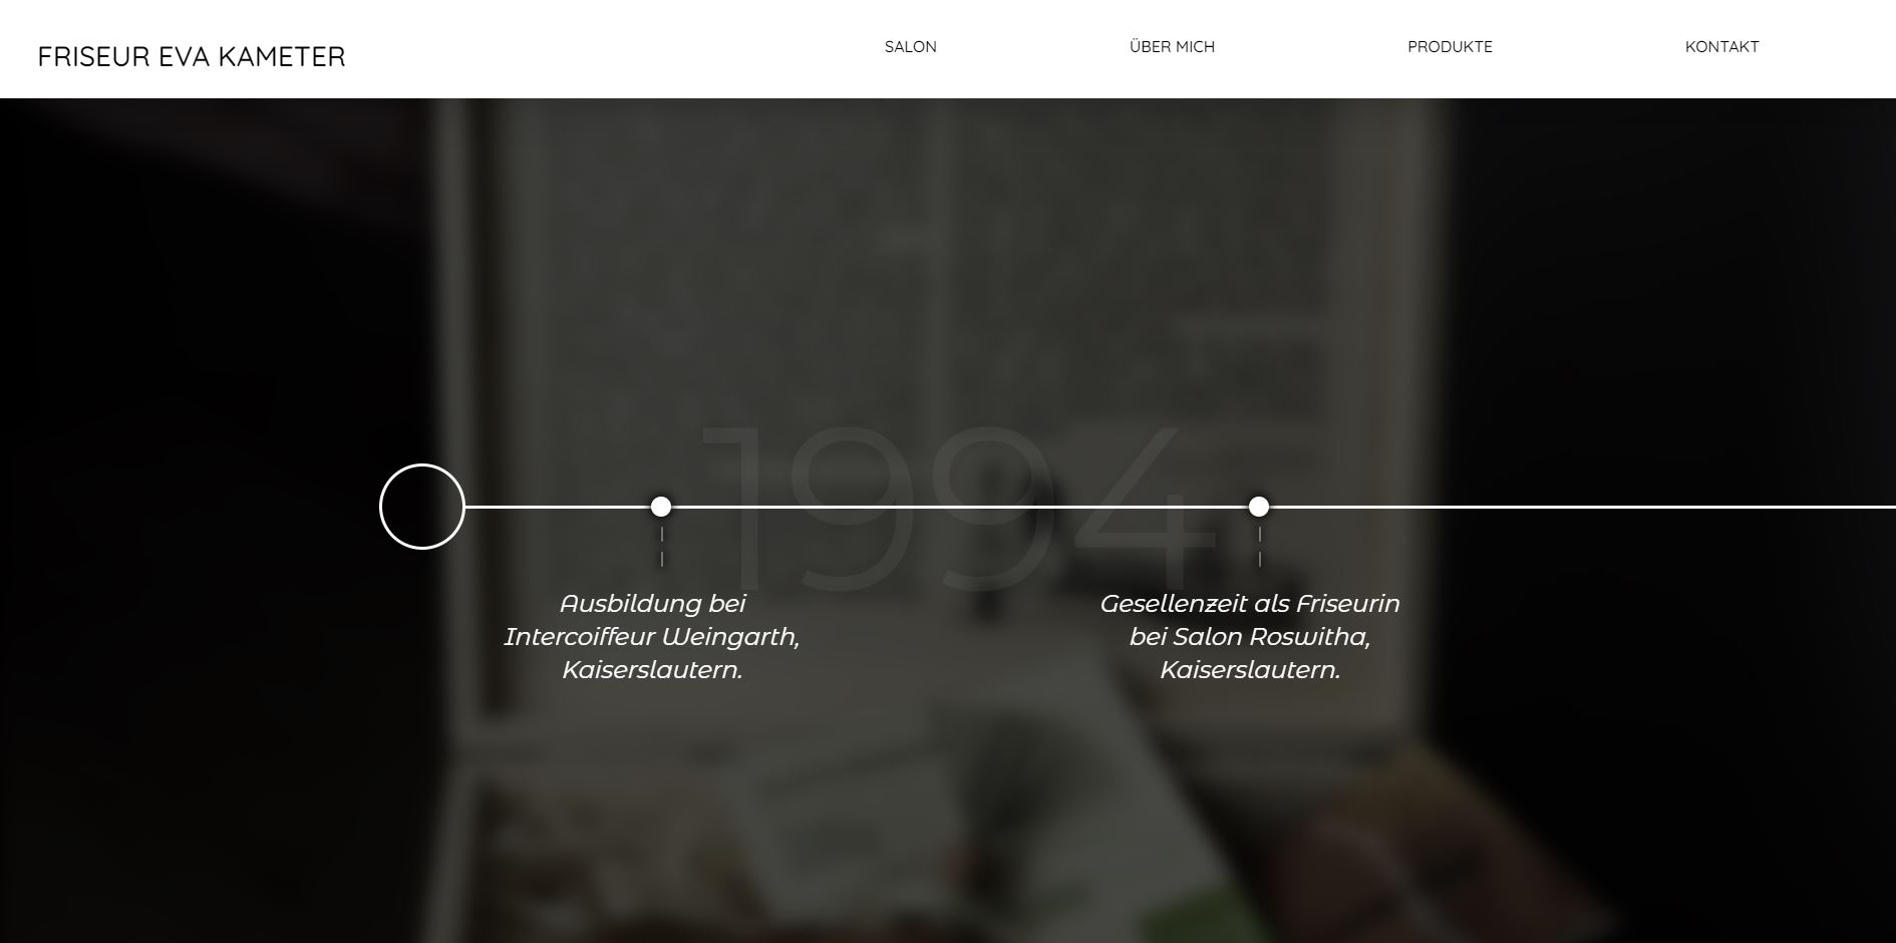 FRISEUR EVA KAMETER
SALON
ÜBER MICH
PRODUKTE
KONTAKT
1994
Ausbildung bei
Intercoiffeur Weingarth,
Kaiserslautern.
Gesellenzeit als Friseurin
bei Salon Roswitha,
Kaiserslautern.